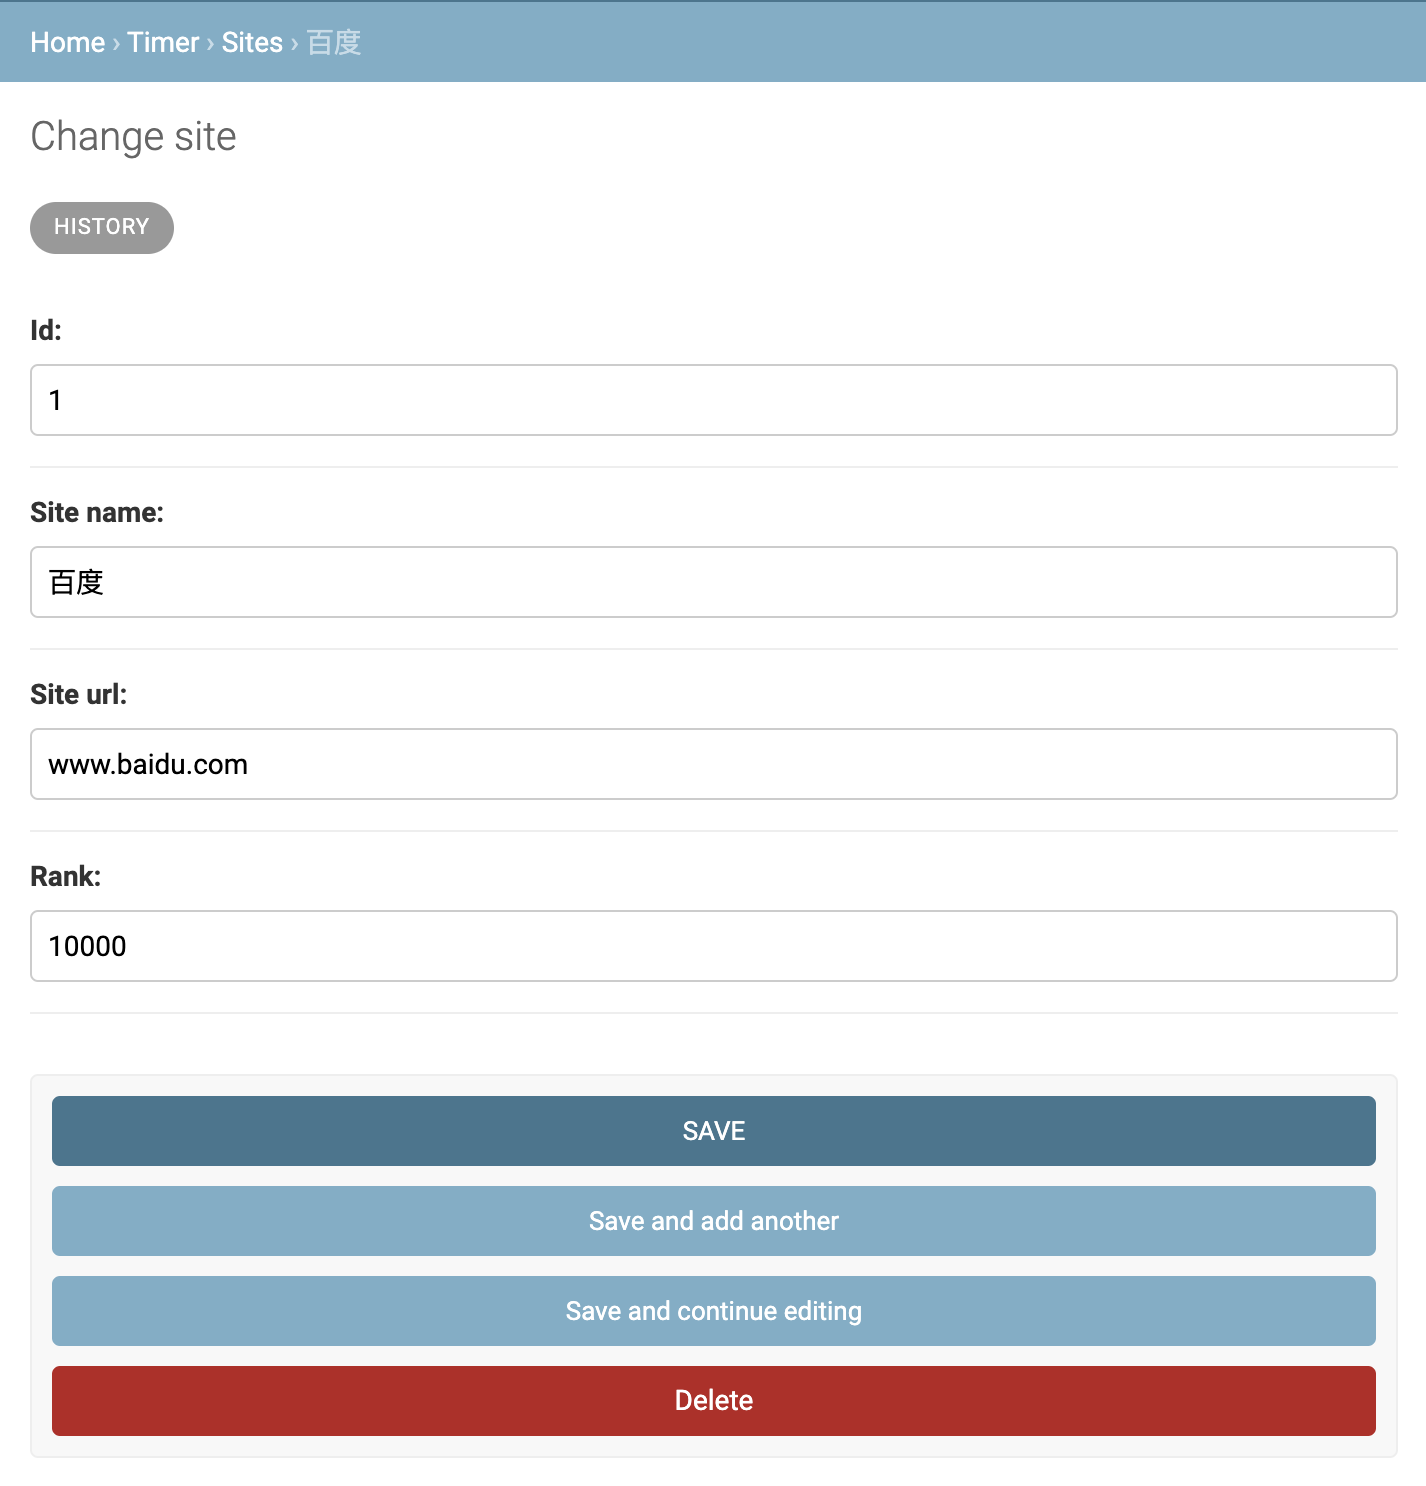 Home › Timer › Sites › 百度
Change site
HISTORY
Id:
1
Site name:
百度
Site url:
www.baidu.com
Rank:
10000
SAVE
Save and add another
Save and continue editing
Delete